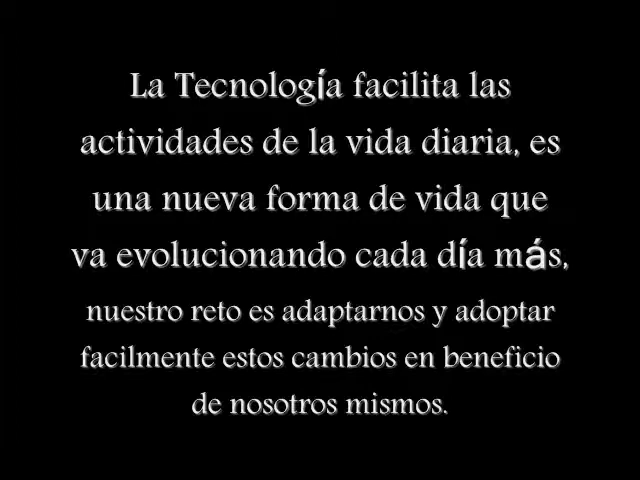 La Tecnología facilita las
actividades de la vida diaria, es
una nueva forma de vida que
va evolucionando cada día más,
nuestro reto es adaptarnos y adoptar
facilmente estos cambios en beneficio
de nosotros mismos.